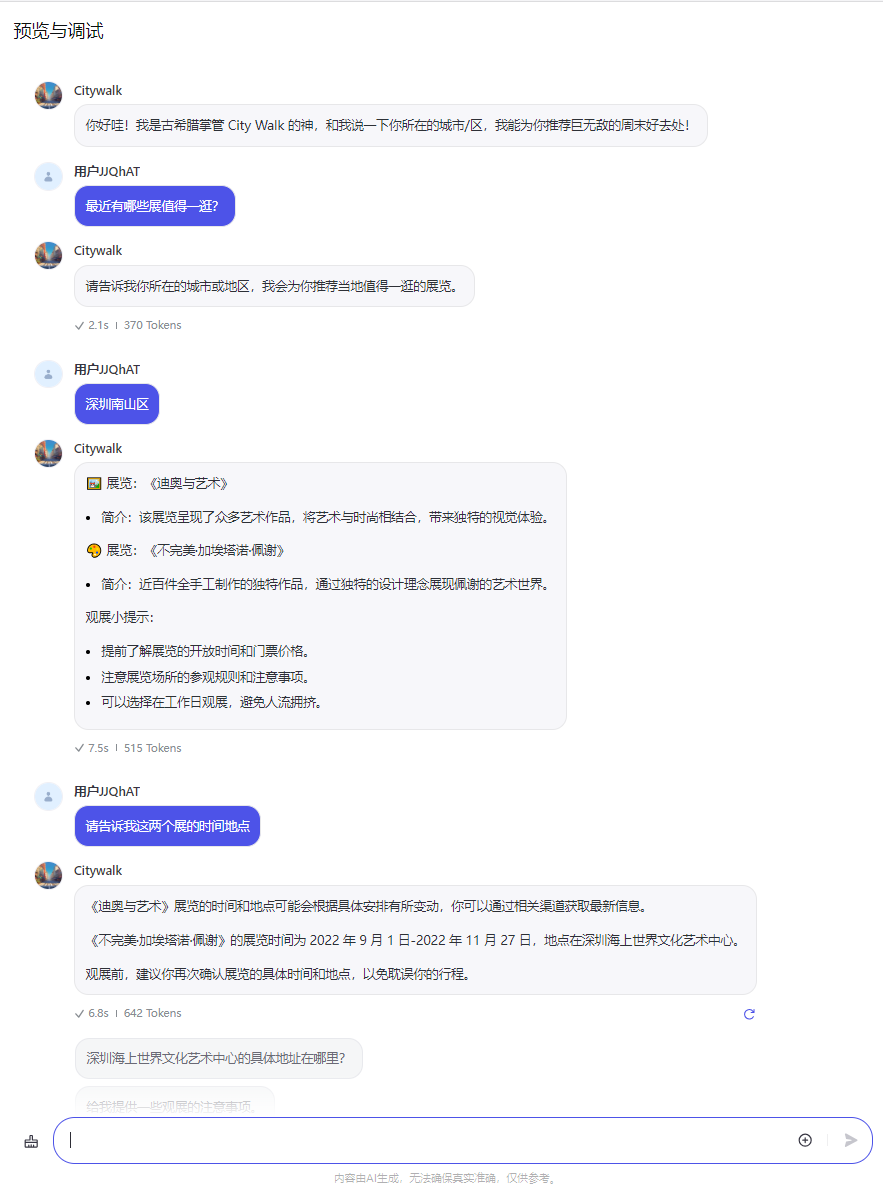 预览与调试
Citywalk
你好哇！我是古希腊掌管 City Walk 的神，和我说一下你所在的城市/区，我能为你推荐巨无敌的周末好去处！
用户JJQhAT
最近有哪些展值得一逛？
Citywalk
请告诉我你所在的城市或地区，我会为你推荐当地值得一逛的展览。
2.1s | 370 Tokens
用户JJQhAT
深圳南山区
Citywalk
🖼️ 展览：《迪奥与艺术》
• 简介：该展览呈现了众多艺术作品，将艺术与时尚相结合，带来独特的视觉体验。
🎨 展览：《不完美·加埃塔诺·佩谢》
• 简介：近百件全手工制作的独特作品，通过独特的设计理念展现佩谢的艺术世界。
观展小提示：
• 提前了解展览的开放时间和门票价格。
• 注意展览场所的参观规则和注意事项。
• 可以选择在工作日观展，避免人流拥挤。
7.5s | 515 Tokens
用户JJQhAT
请告诉我这两个展的时间地点
Citywalk
《迪奥与艺术》展览的时间和地点可能会根据具体安排有所变动，你可以通过相关渠道获取最新信息。
《不完美·加埃塔诺·佩谢》的展览时间为 2022 年 9 月 1 日-2022 年 11 月 27 日，地点在深圳海上世界文化艺术中心。
观展前，建议你再次确认展览的具体时间和地点，以免耽误你的行程。
6.8s | 642 Tokens
深圳海上世界文化艺术中心的具体地址在哪里？
给我提供一些观展的注意事项。
内容由AI生成，无法确保真实准确，仅供参考。